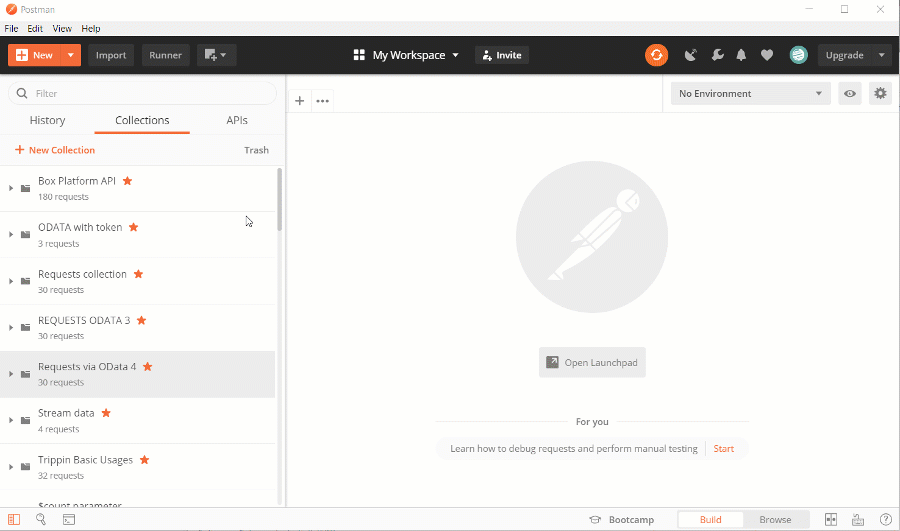 Postman
File Edit View Help
New Import Runner My Workspace Invite Upgrade
Filter
No Environment
History Collections APIs
New Collection Trash
Box Platform API
180 requests
ODATA with token
3 requests
Requests collection
30 requests
REQUESTS ODATA 3
30 requests
Requests via OData 4
30 requests
Open Launchpad
Stream data
4 requests
For you
Learn how to debug requests and perform manual testing Start
Trippin Basic Usages
32 requests
$count parameter
Bootcamp Build Browse